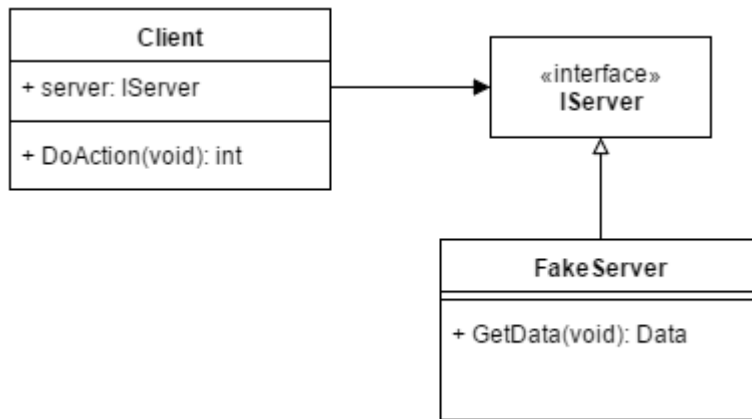 Client
+ server: IServer
+ DoAction(void): int
«interface»
IServer
FakeServer
+ GetData(void): Data